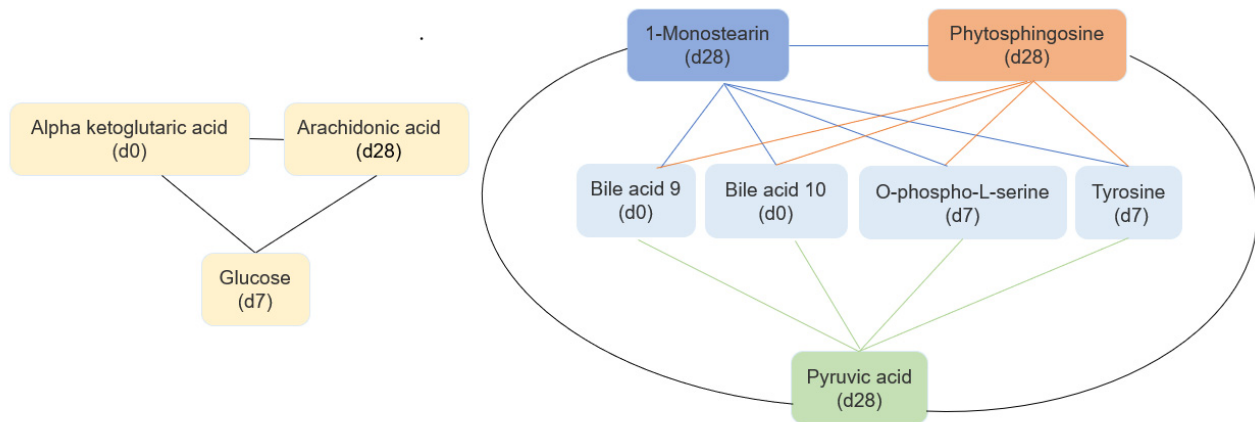 1-Monostearin
(d28)
Phytosphingosine
(d28)
Alpha ketoglutaric acid
(d0)
Arachidonic acid
(d28)
Bile acid 9
(d0)
Bile acid 10
(d0)
O-phospho-L-serine
(d7)
Tyrosine
(d7)
Glucose
(d7)
Pyruvic acid
(d28)